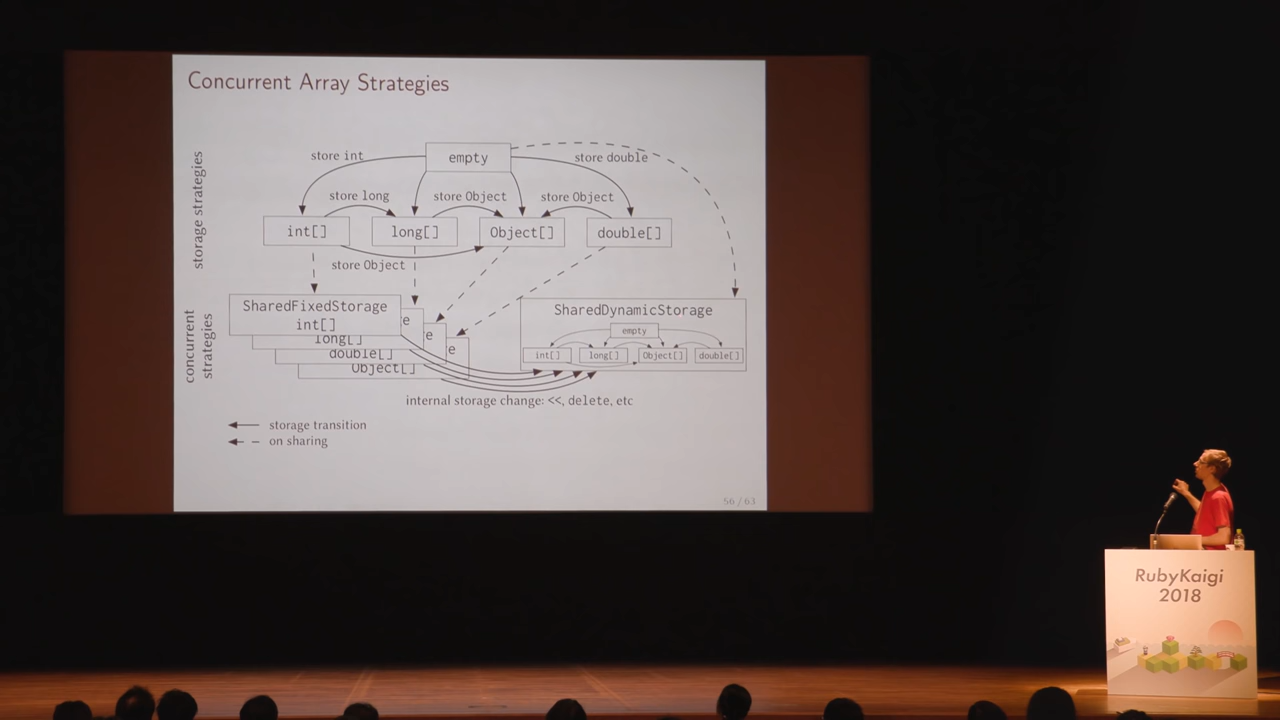 Concurrent Array Strategies
storage strategies
store int
empty
store double
store long
store Object
store Object
int[]
long[]
Object[]
double[]
store Object
concurrent
strategies
SharedFixedStorage
int[]
e
long[]
e
double[]
e
Object[]
SharedDynamicStorage
empty
int[]
long[]
Object[]
double[]
internal storage change: <<, delete, etc
storage transition
on sharing
56 / 63
RubyKaigi
2018